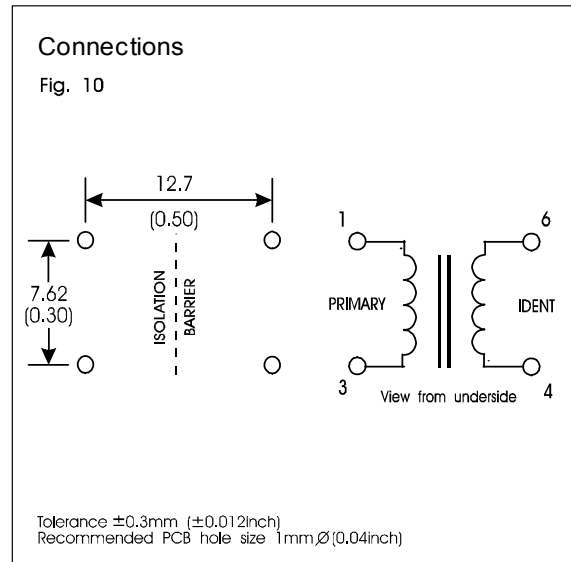 Connections
Fig. 10
12.7
(0.50)
7.62
(0.30)
ISOLATION
BARRIER
1
6
PRIMARY
IDENT
3
4
View from underside
Tolerance ±0.3mm (±0.012inch)
Recommended PCB hole size 1mmØ(0.04inch)